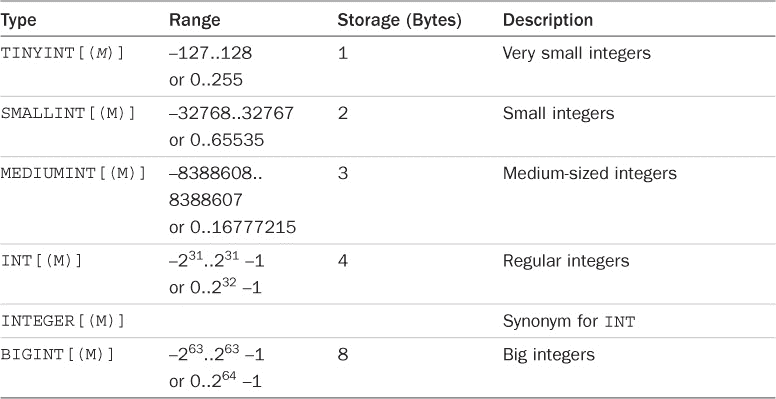 Type Range Storage (Bytes) Description
TINYINT[(M)] –127..128 1 Very small integers
or 0..255
SMALLINT[(M)] –32768..32767 2 Small integers
or 0..65535
MEDIUMINT[(M)] –8388608.. 3 Medium-sized integers
8388607
or 0..16777215
INT[(M)] –2³¹..2³¹ –1 4 Regular integers
or 0..2³² –1
INTEGER[(M)] Synonym for INT
BIGINT[(M)] –2⁶³..2⁶³ –1 8 Big integers
or 0..2⁶⁴ –1